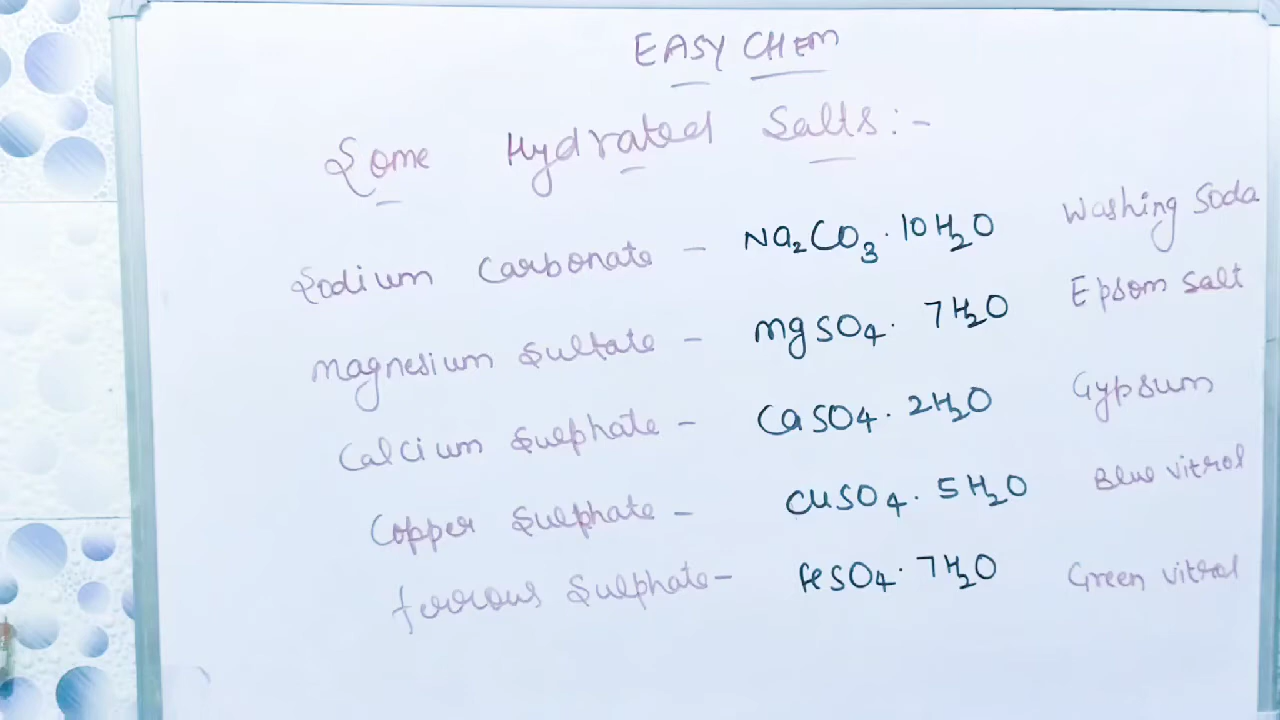 EASY CHEM
Some Hydrated Salts:-
Sodium Carbonate - Na₂CO₃. 10H₂O Washing Soda
Magnesium Sulfate - MgSO₄. 7H₂O Epsom Salt
Calcium Sulphate - CaSO₄. 2H₂O Gypsum
Copper Sulphate - CuSO₄. 5H₂O Blue vitrol
ferrous Sulphate - FeSO₄. 7H₂O Green vitrol